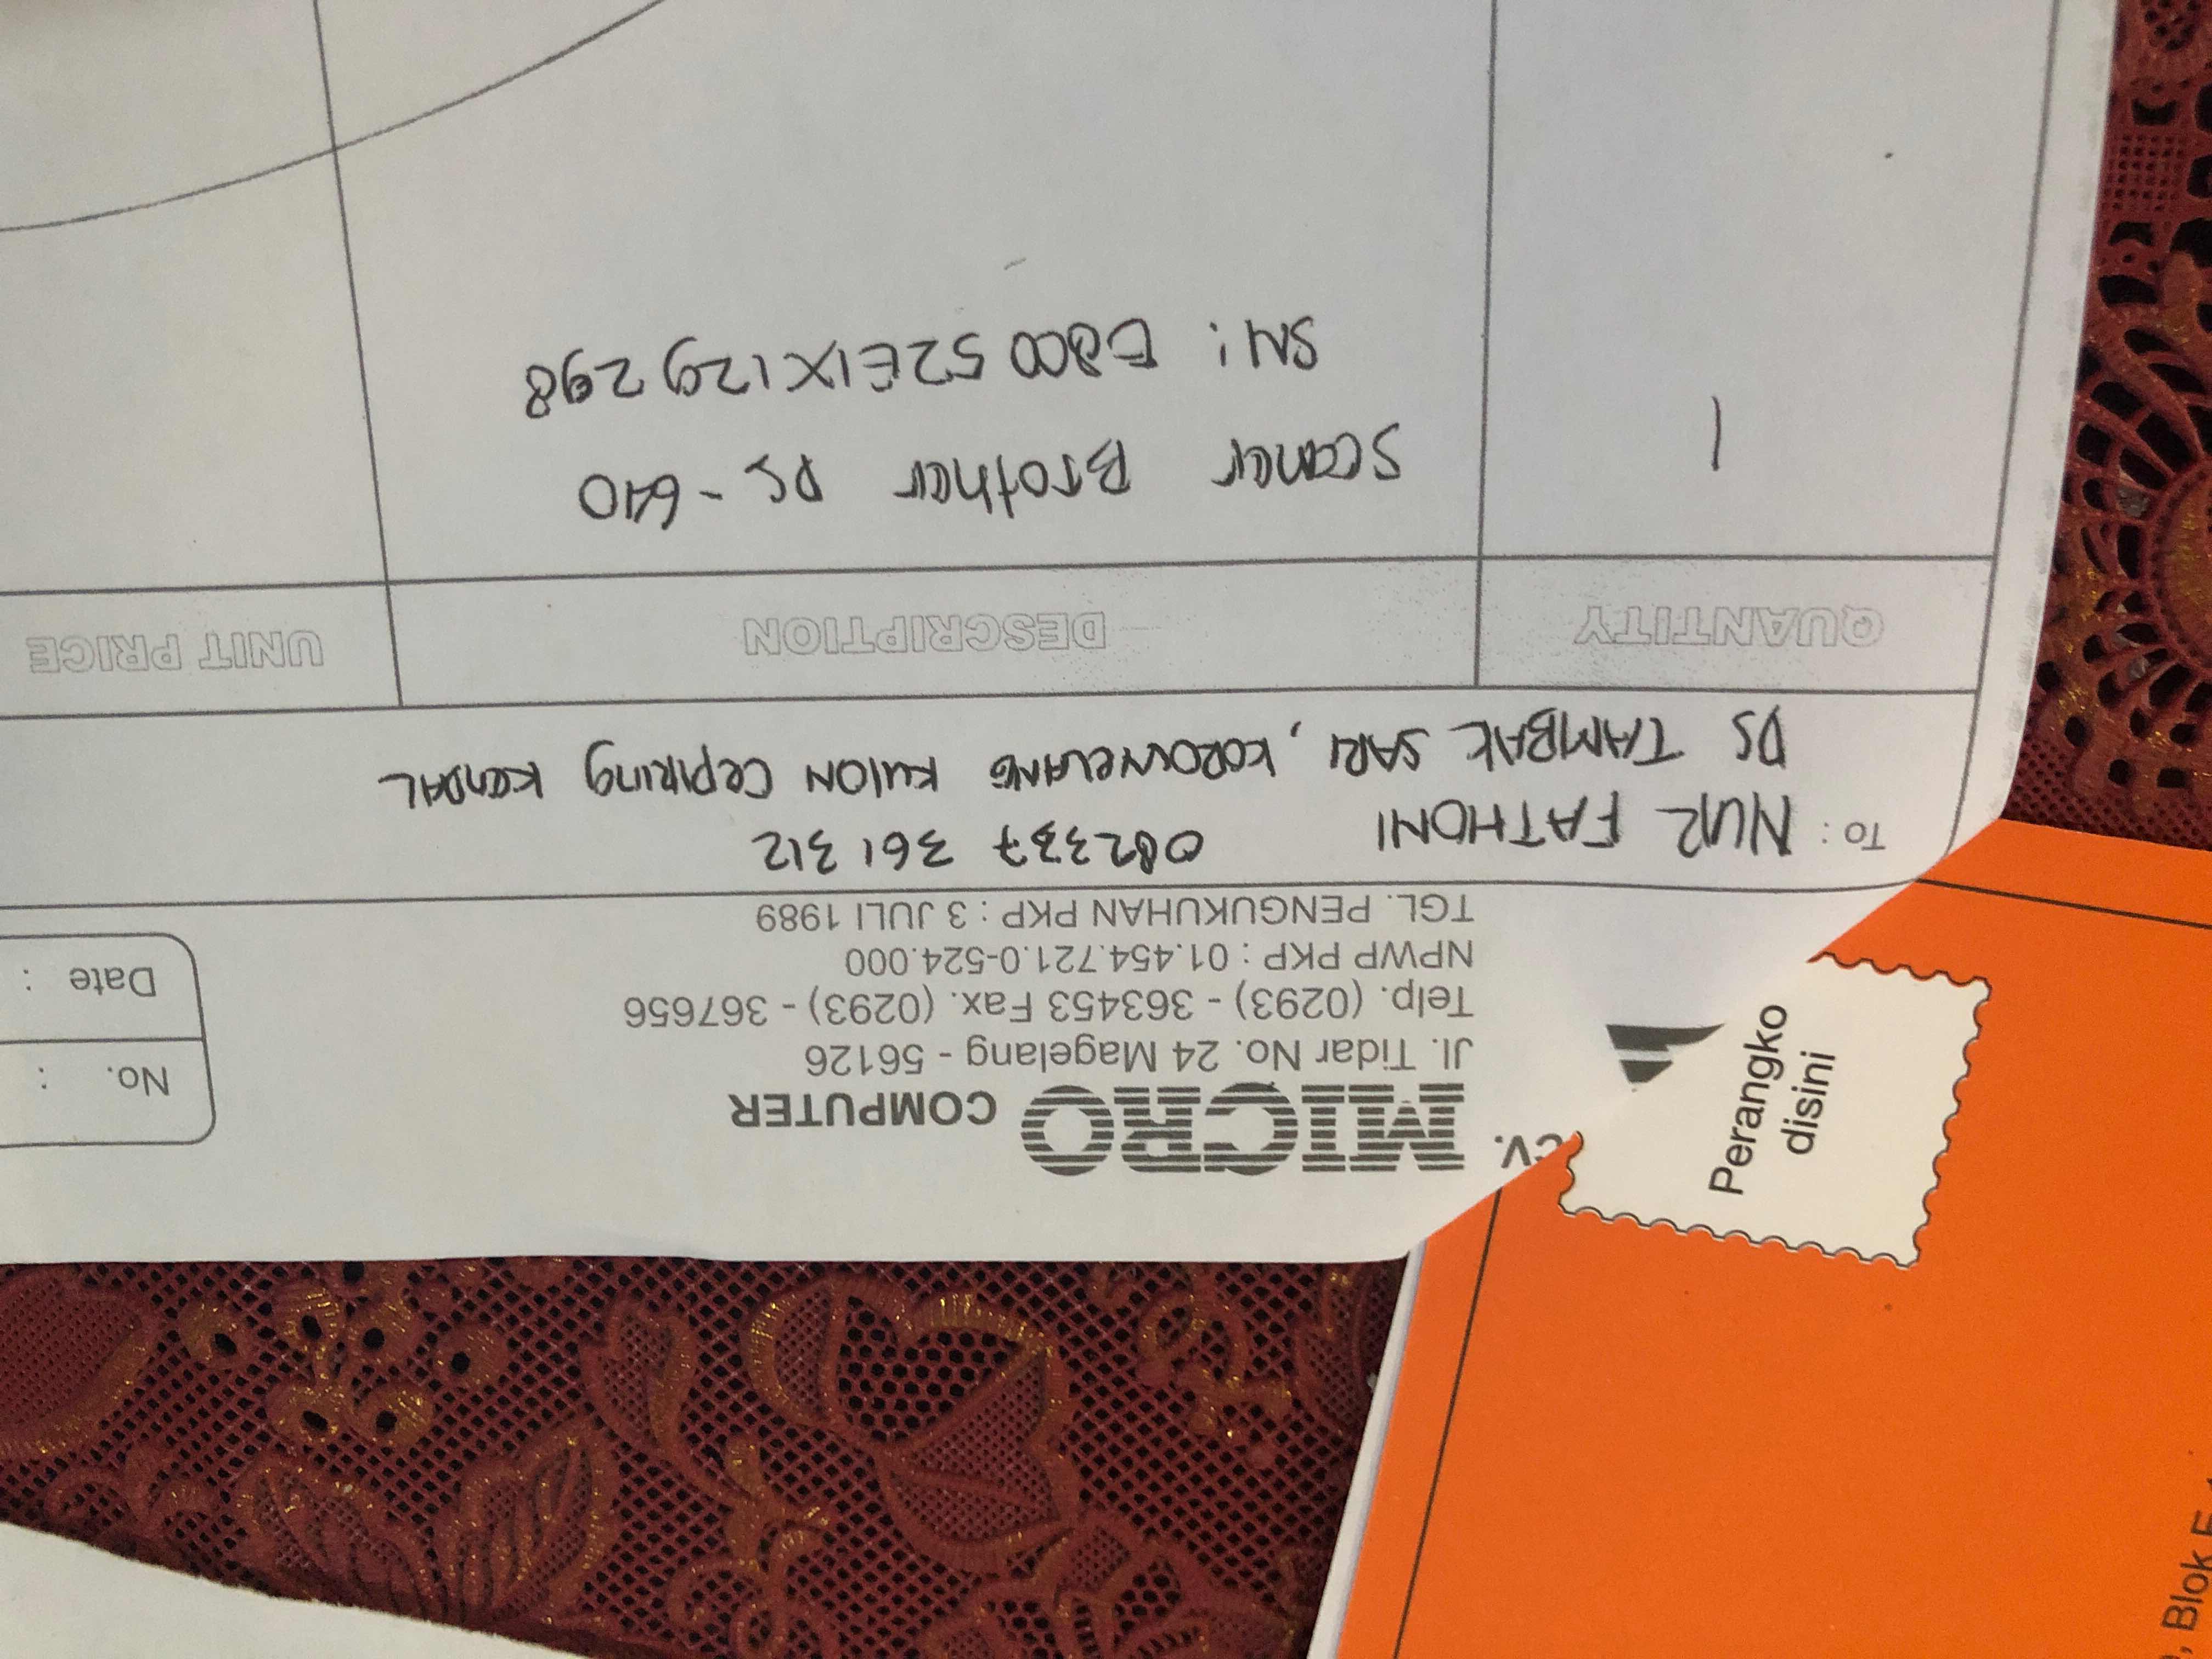 CV. MICRO COMPUTER
Jl. Tidar No. 24 Magelang - 56126
Telp. (0293) - 363453 Fax. (0293) - 367656
NPWP PKP : 01.454.721.0-524.000
TGL. PENGUKUHAN PKP : 3 JULI 1989
No. :
Date :
To : NUR FATHONI 082337 361 312
DS TAMBAK SARI, KOROWELANG KULON CEPIRING KENDAL
QUANTITY DESCRIPTION UNIT PRICE
1 Scaner Brother DS - 640
SN : E800 52E1X129298
Perangko
disini
, Blok